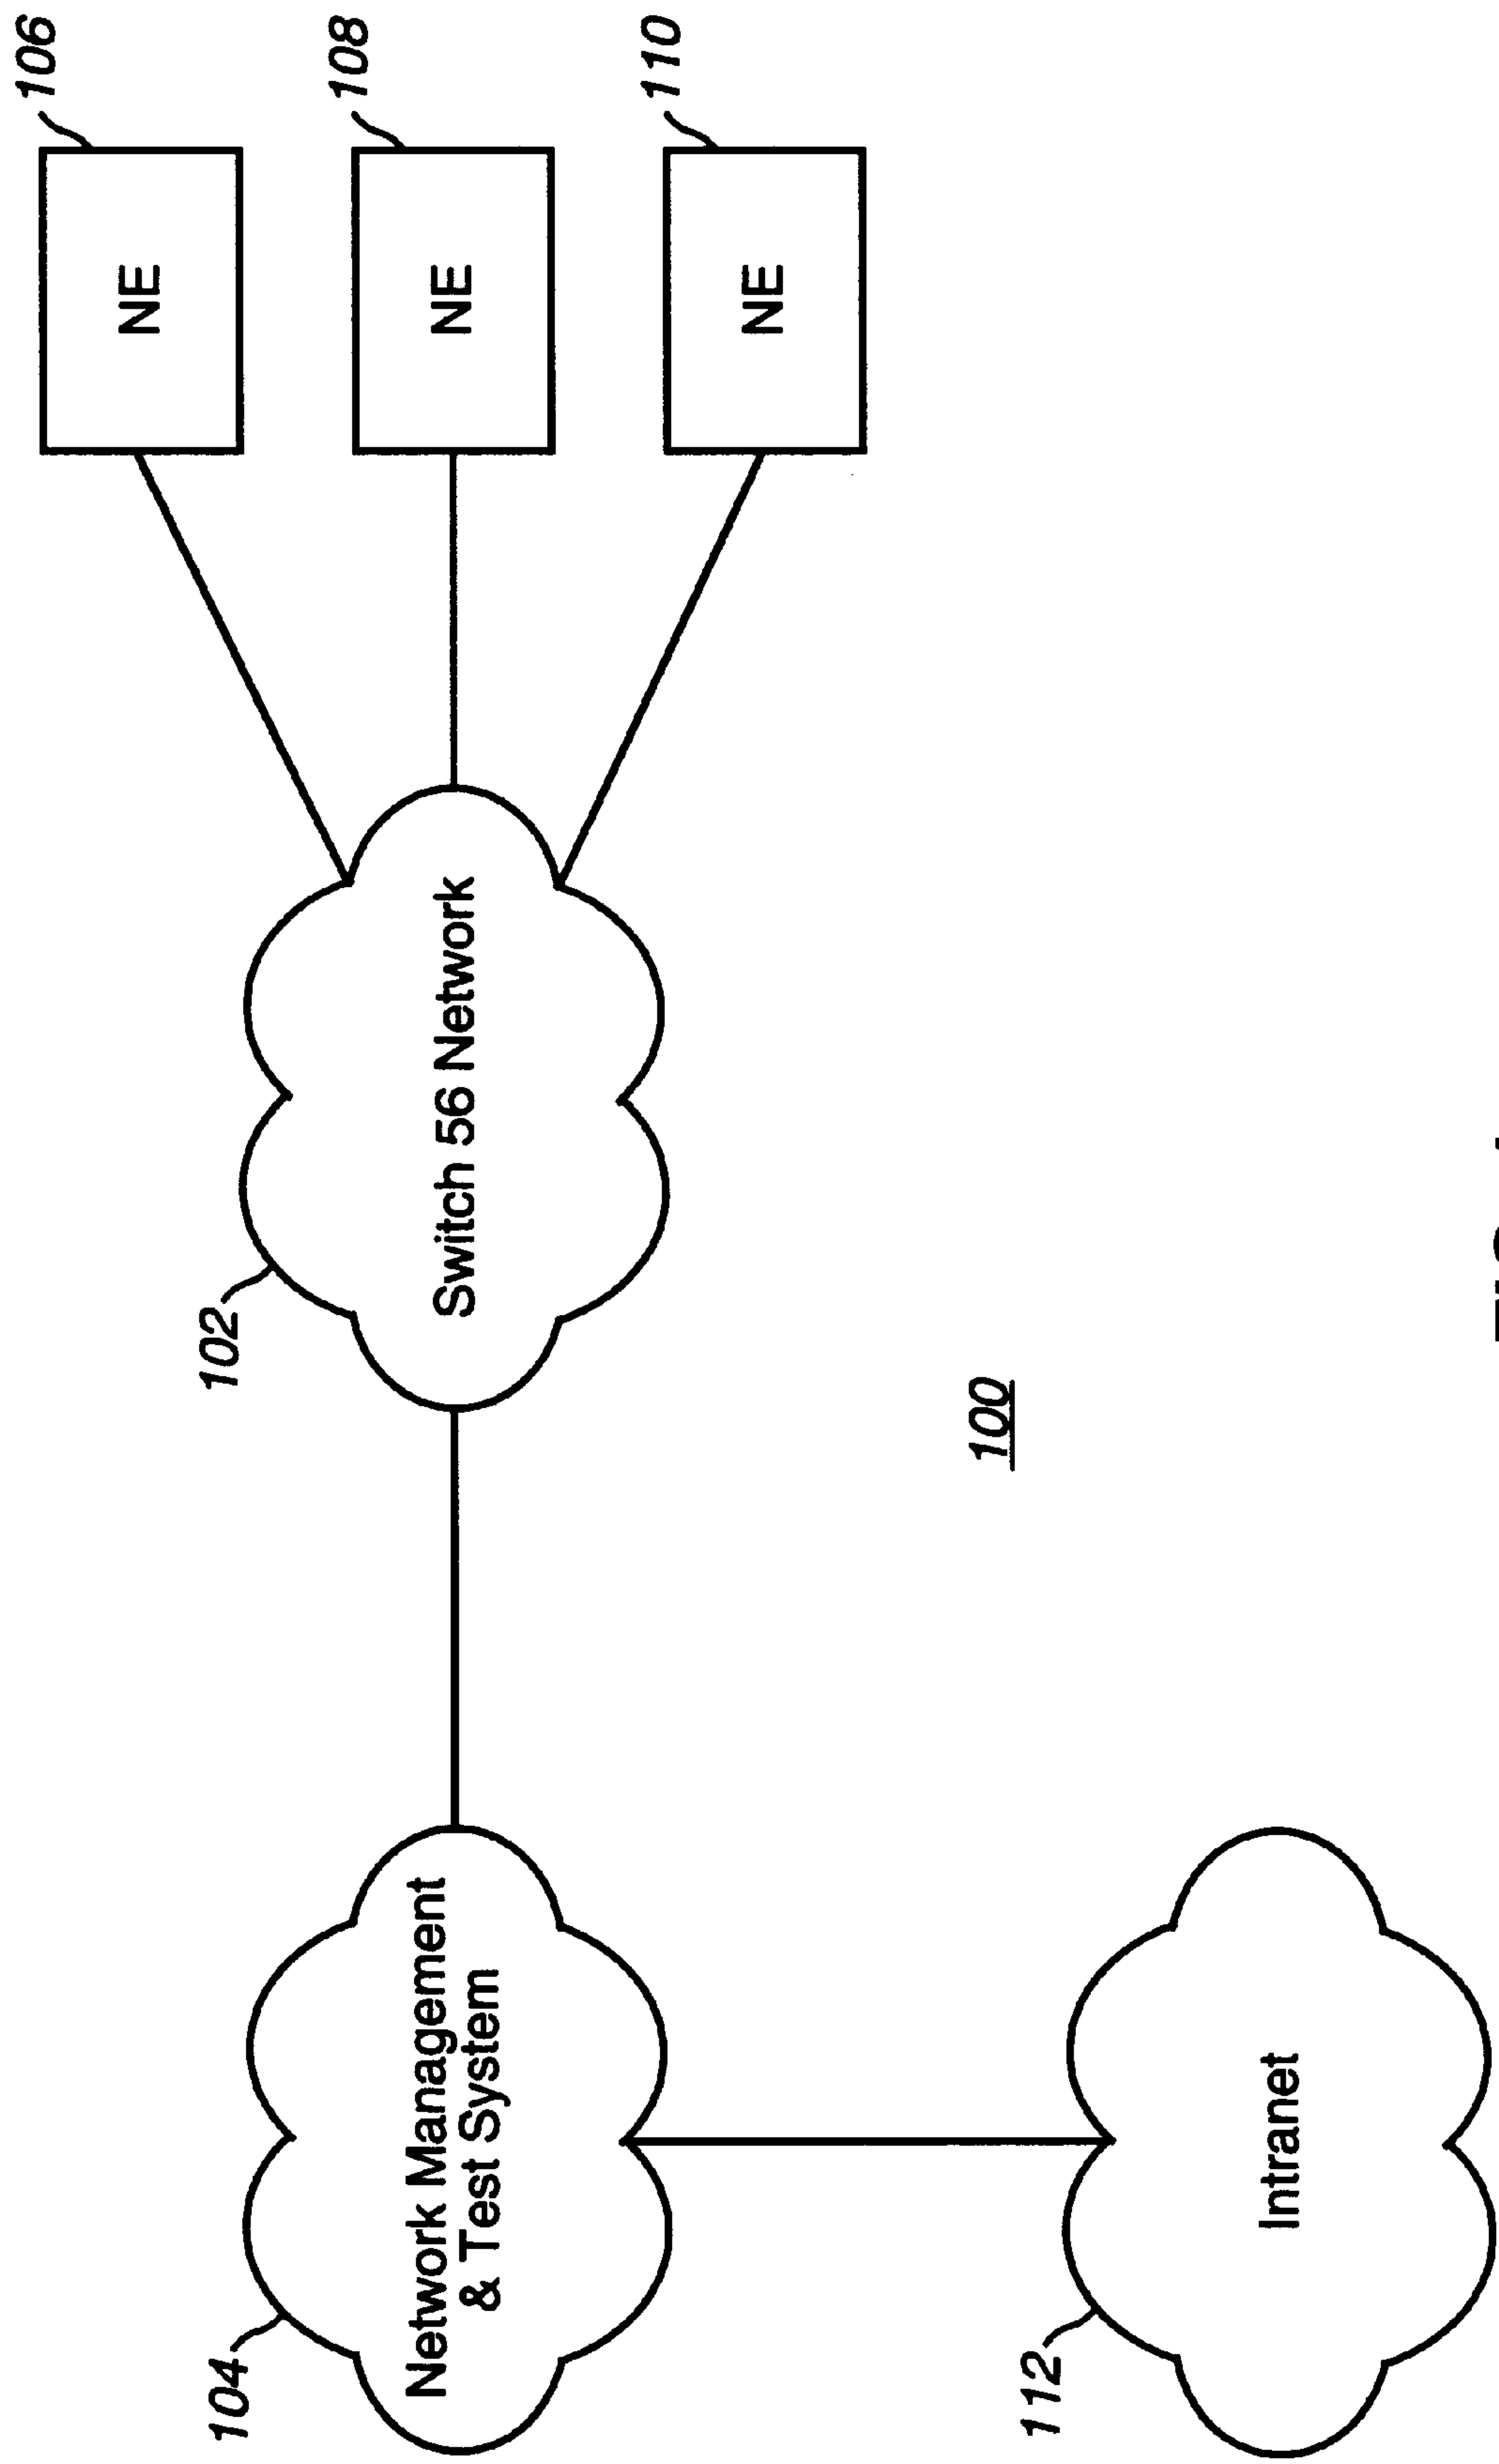 106
NE
108
NE
110
NE
102
Switch 56 Network
104
Network Management
& Test System
100
112
Intranet